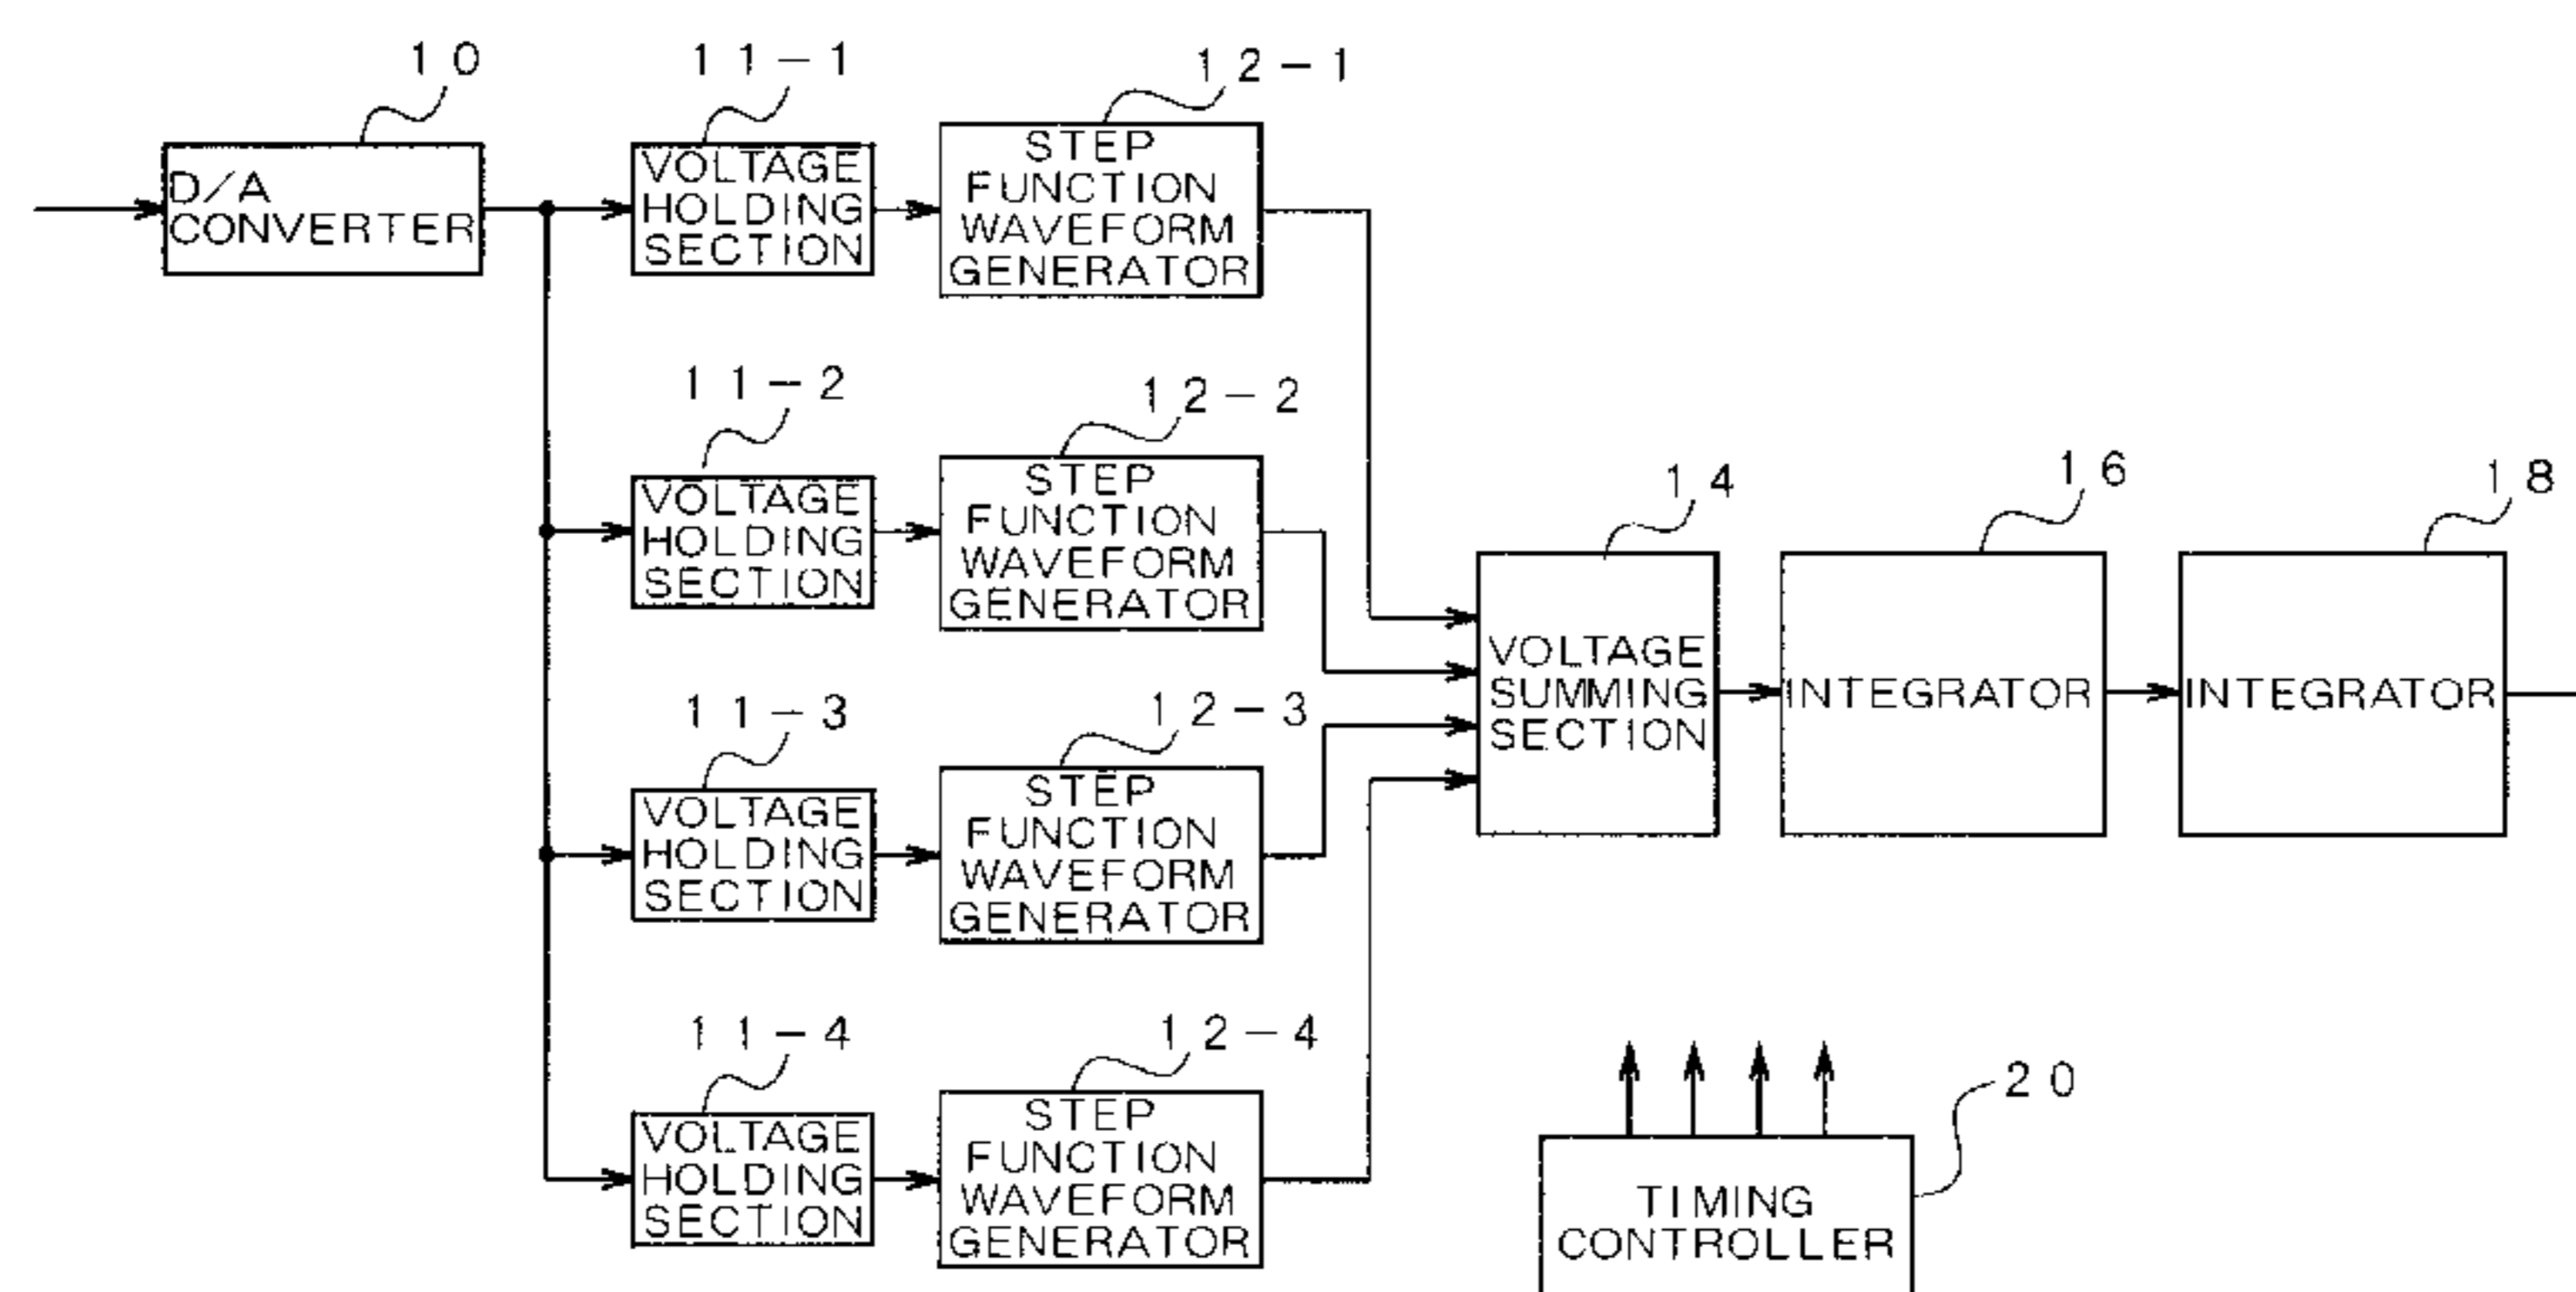 10
11-1
12-1
D/A
CONVERTER
VOLTAGE
HOLDING
SECTION
STEP
FUNCTION
WAVEFORM
GENERATOR
11-2
12-2
VOLTAGE
HOLDING
SECTION
STEP
FUNCTION
WAVEFORM
GENERATOR
14
16
18
VOLTAGE
SUMMING
SECTION
INTEGRATOR
INTEGRATOR
11-3
12-3
VOLTAGE
HOLDING
SECTION
STEP
FUNCTION
WAVEFORM
GENERATOR
11-4
12-4
VOLTAGE
HOLDING
SECTION
STEP
FUNCTION
WAVEFORM
GENERATOR
20
TIMING
CONTROLLER